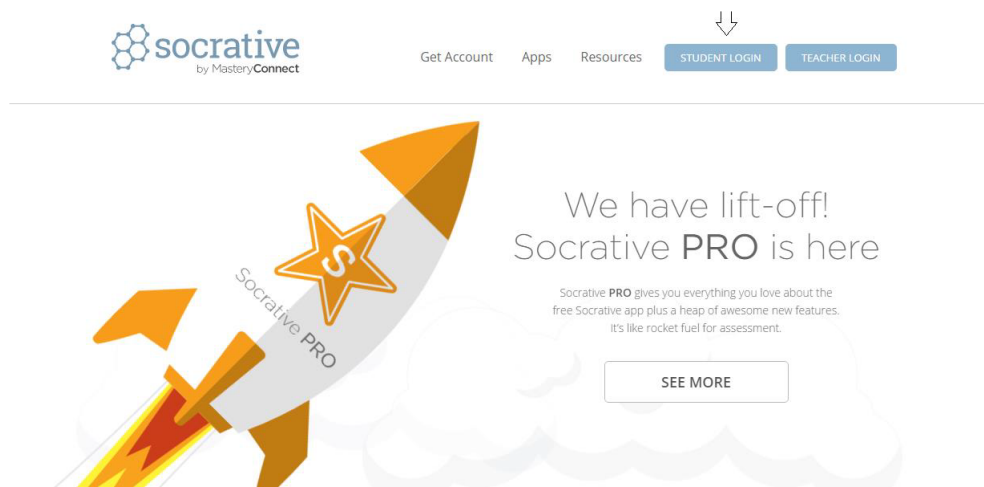 socrative
by MasteryConnect
Get Account Apps Resources STUDENT LOGIN TEACHER LOGIN
S
Socrative PRO
We have lift-off!
Socrative PRO is here
Socrative PRO gives you everything you love about the
free Socrative app plus a heap of awesome new features.
It's like rocket fuel for assessment.
SEE MORE